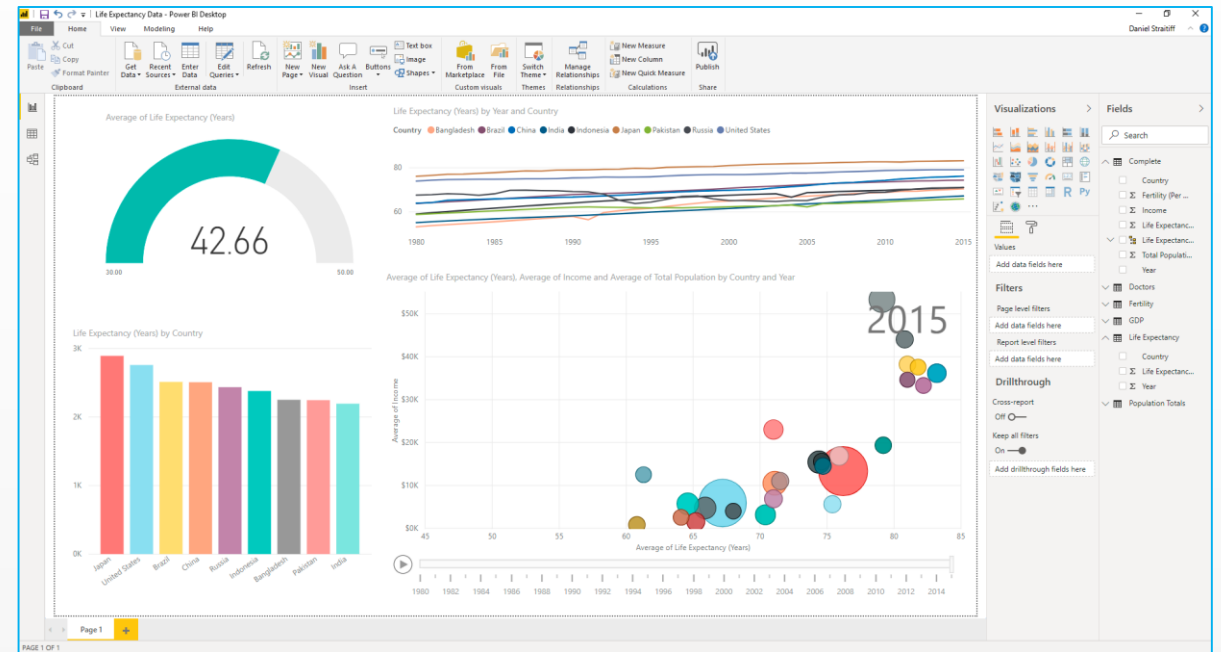 Life Expectancy Data - Power BI Desktop
Daniel Straitiff
File Home View Modeling Help
Cut
Copy
Format Painter
Paste
Get Data
Recent Sources
Enter Data
Edit Queries
Refresh
New Page
New Visual
Ask A Question
Buttons
Text box
Image
Shapes
From Marketplace
From File
Switch Theme
Manage Relationships
New Measure
New Column
New Quick Measure
Publish
Clipboard External data Insert Custom visuals Themes Relationships Calculations Share
Average of Life Expectancy (Years)
42.66
30.00 50.00
Life Expectancy (Years) by Year and Country
Country Bangladesh Brazil China India Indonesia Japan Pakistan Russia United States
80
60
1980 1985 1990 1995 2000 2005 2010 2015
Life Expectancy (Years) by Country
3K
2K
1K
0K
Japan United States Brazil China Russia Indonesia Bangladesh Pakistan India
Average of Life Expectancy (Years), Average of Income and Average of Total Population by Country and Year
2015
Average of Income
$50K
$40K
$30K
$20K
$10K
$0K
45 50 55 60 65 70 75 80 85
Average of Life Expectancy (Years)
1980 1982 1984 1986 1988 1990 1992 1994 1996 1998 2000 2002 2004 2006 2008 2010 2012 2014
Visualizations
R Py
Values
Add data fields here
Filters
Page level filters
Add data fields here
Report level filters
Add data fields here
Drillthrough
Cross-report
Off
Keep all filters
On
Add drillthrough fields here
Fields
Search
Complete
Country
Σ Fertility (Per ...
Σ Income
Σ Life Expectanc...
Life Expectanc...
Σ Total Populati...
Year
Doctors
Fertility
GDP
Life Expectancy
Country
Σ Life Expectanc...
Σ Year
Population Totals
Page 1 +
PAGE 1 OF 1